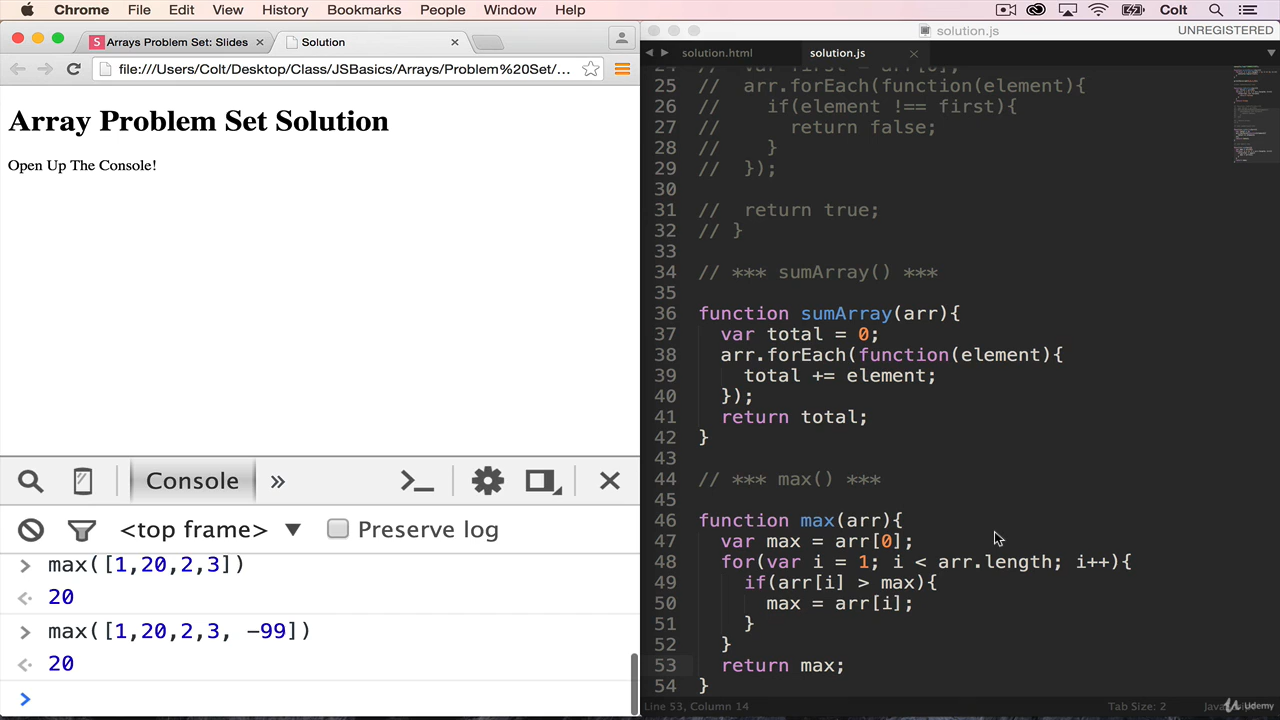 Chrome File Edit View History Bookmarks People Window Help Colt
Arrays Problem Set: Slides
Solution
file:///Users/Colt/Desktop/Class/JSBasics/Arrays/Problem%20Set/...
Array Problem Set Solution
Open Up The Console!
Console »
<top frame> Preserve log
> max([1,20,2,3])
20
> max([1,20,2,3, -99])
20
>
solution.js UNREGISTERED
solution.html solution.js
24 // var first = arr[0];
25 // arr.forEach(function(element){
26 // if(element !== first){
27 // return false;
28 // }
29 // });
30
31 // return true;
32 // }
33
34 // *** sumArray() ***
35
36 function sumArray(arr){
37 var total = 0;
38 arr.forEach(function(element){
39 total += element;
40 });
41 return total;
42 }
43
44 // *** max() ***
45
46 function max(arr){
47 var max = arr[0];
48 for(var i = 1; i < arr.length; i++){
49 if(arr[i] > max){
50 max = arr[i];
51 }
52 }
53 return max;
54 }
Line 53, Column 14 Tab Size: 2
Udemy